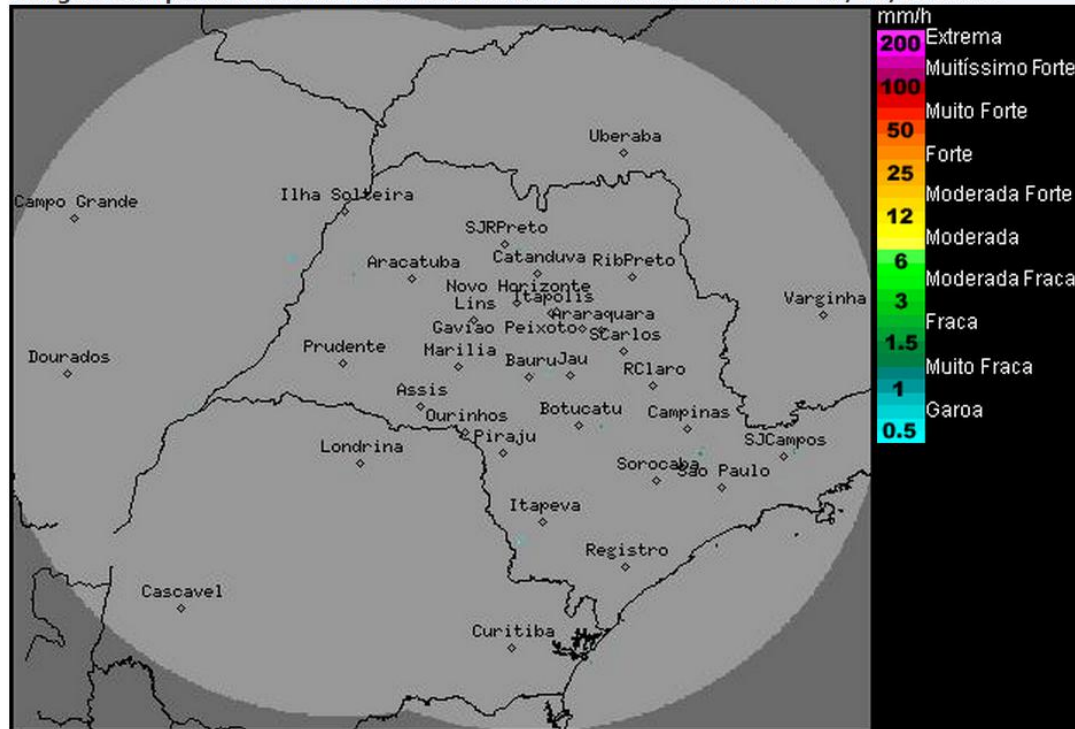 mm/h
200 Extrema
Muitíssimo Forte
100
Muito Forte
50
Forte
25
Moderada Forte
12
Moderada
6
Moderada Fraca
3
Fraca
1.5
Muito Fraca
1
Garoa
0.5
Uberaba
Campo Grande
Ilha Solteira
SJRPreto
Aracatuba
Catanduva
RibPreto
Novo Horizonte
Lins
Itapolis
Araraquara
Varginha
Gaviao Peixoto
SCarlos
Dourados
Prudente
Marilia
Bauru
Jau
RClaro
Assis
Ourinhos
Botucatu
Campinas
Londrina
Piraju
SJCampos
Sorocaba
Sao Paulo
Itapeva
Registro
Cascavel
Curitiba